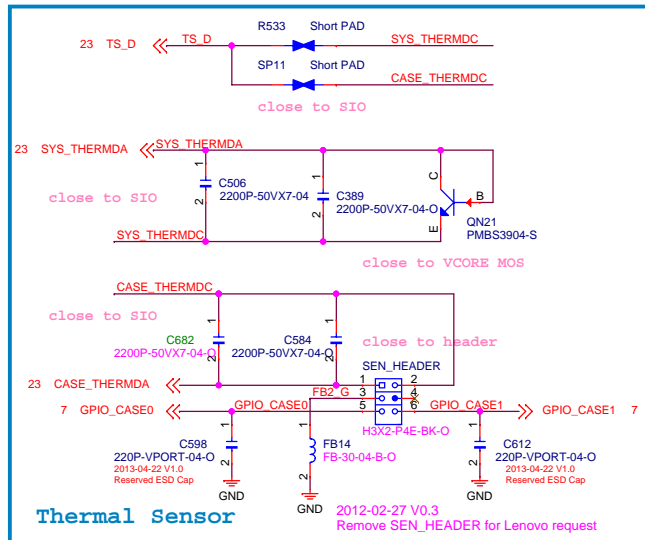 R533 Short PAD
23 TS_D TS_D SYS_THERMDC
SP11 Short PAD
CASE_THERMDC
close to SIO
23 SYS_THERMDA SYS_THERMDA
1 1 C
C506
2200P-50VX7-04
C389
2200P-50VX7-04-O
B
close to SIO
2 2 E
QN21
PMBS3904-S
SYS_THERMDC
close to VCORE MOS
CASE_THERMDC
close to SIO
1 1
C682
2200P-50VX7-04-O
C584
2200P-50VX7-04-O
close to header
2 2
SEN_HEADER
23 CASE_THERMDA
1 2
FB2_G 3 4
7 GPIO_CASE0 GPIO_CASE0 5 6 GPIO_CASE1 GPIO_CASE1 7
H3X2-P4E-BK-O
1 1 1
C598
220P-VPORT-04-O
2013-04-22 V1.0
Reserved ESD Cap
2
GND
FB14
FB-30-04-B-O
2
GND
C612
220P-VPORT-04-O
2013-04-22 V1.0
Reserved ESD Cap
2
GND
Thermal Sensor
2012-02-27 V0.3
Remove SEN_HEADER for Lenovo request